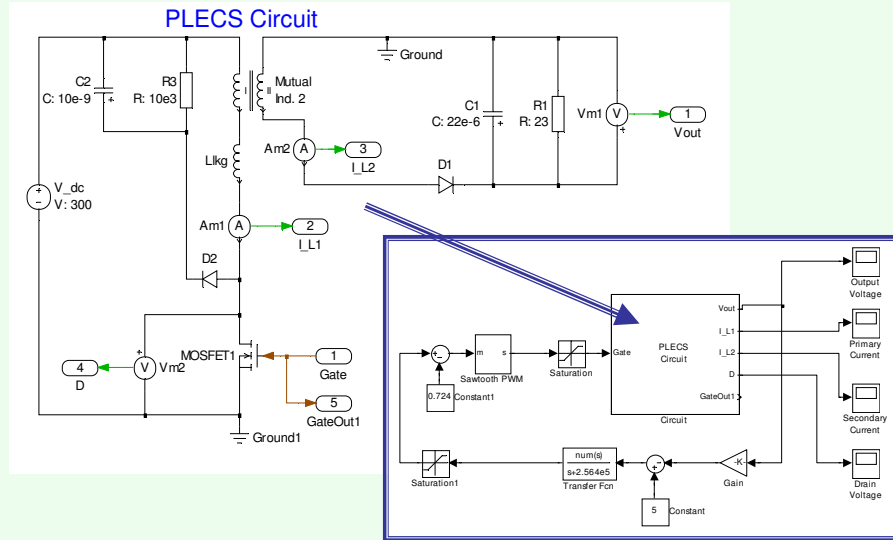 PLECS Circuit
C2
C: 10e-9
+
R3
R: 10e3
I
II
Mutual
Ind. 2
Ground
C1
C: 22e-6
+
R1
R: 23
Vm1
V
+
1
Vout
Am2
A
3
I_L2
Llkg
D1
V_dc
V: 300
+
Am1
A
2
I_L1
D2
MOSFET1
1
Gate
+
V
Vm2
4
D
5
GateOut1
Ground1
Output
Voltage
Vout
I_L1
Primary
Current
Gate
PLECS
Circuit
I_L2
m
s
Sawtooth PWM
Saturation
D
0.724
Constant1
GateOut1
Circuit
Secondary
Current
Saturation1
num(s)
s+2.564e5
Transfer Fcn
-K-
Gain
5
Constant
Drain
Voltage